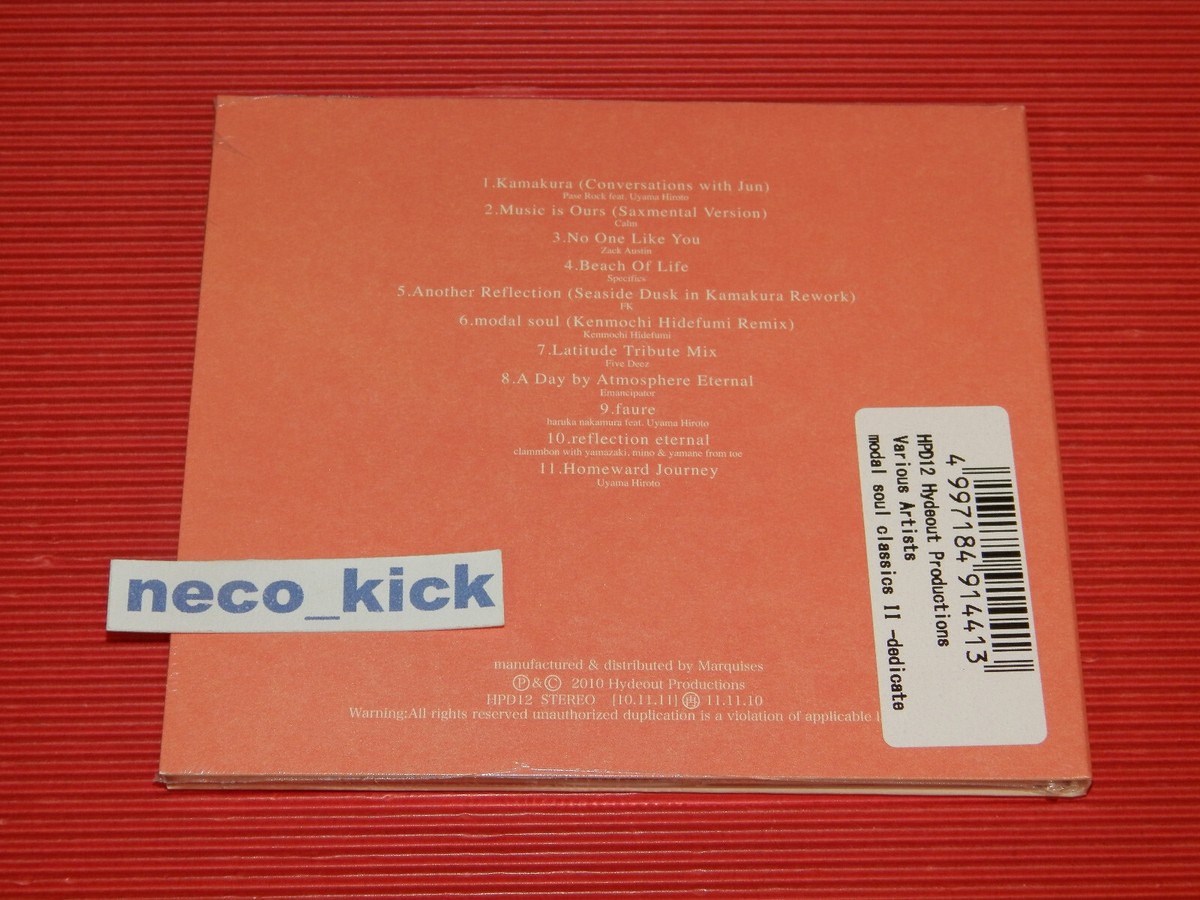 1.Kamakura (Conversations with Jun)
Pase Rock feat. Uyama Hiroto
2.Music is Ours (Saxmental Version)
Calm
3.No One Like You
Zack Austin
4.Beach Of Life
Specifics
5.Another Reflection (Seaside Dusk in Kamakura Rework)
FK
6.modal soul (Kenmochi Hidefumi Remix)
Kenmochi Hidefumi
7.Latitude Tribute Mix
Five Deez
8.A Day by Atmosphere Eternal
Emancipator
9.faure
haruka nakamura feat. Uyama Hiroto
10.reflection eternal
clammbon with yamazaki, mino & yamane from toe
11.Homeward Journey
Uyama Hiroto
neco_kick
manufactured & distributed by Marquises
Ⓟ&Ⓒ 2010 Hydeout Productions
HPD12 STEREO [10.11.11] ㊞ 11.11.10
Warning:All rights reserved unauthorized duplication is a violation of applicable
4 997184 914413
HPD12 Hydeout Productions
Various Artists
modal soul classics II -dedicate